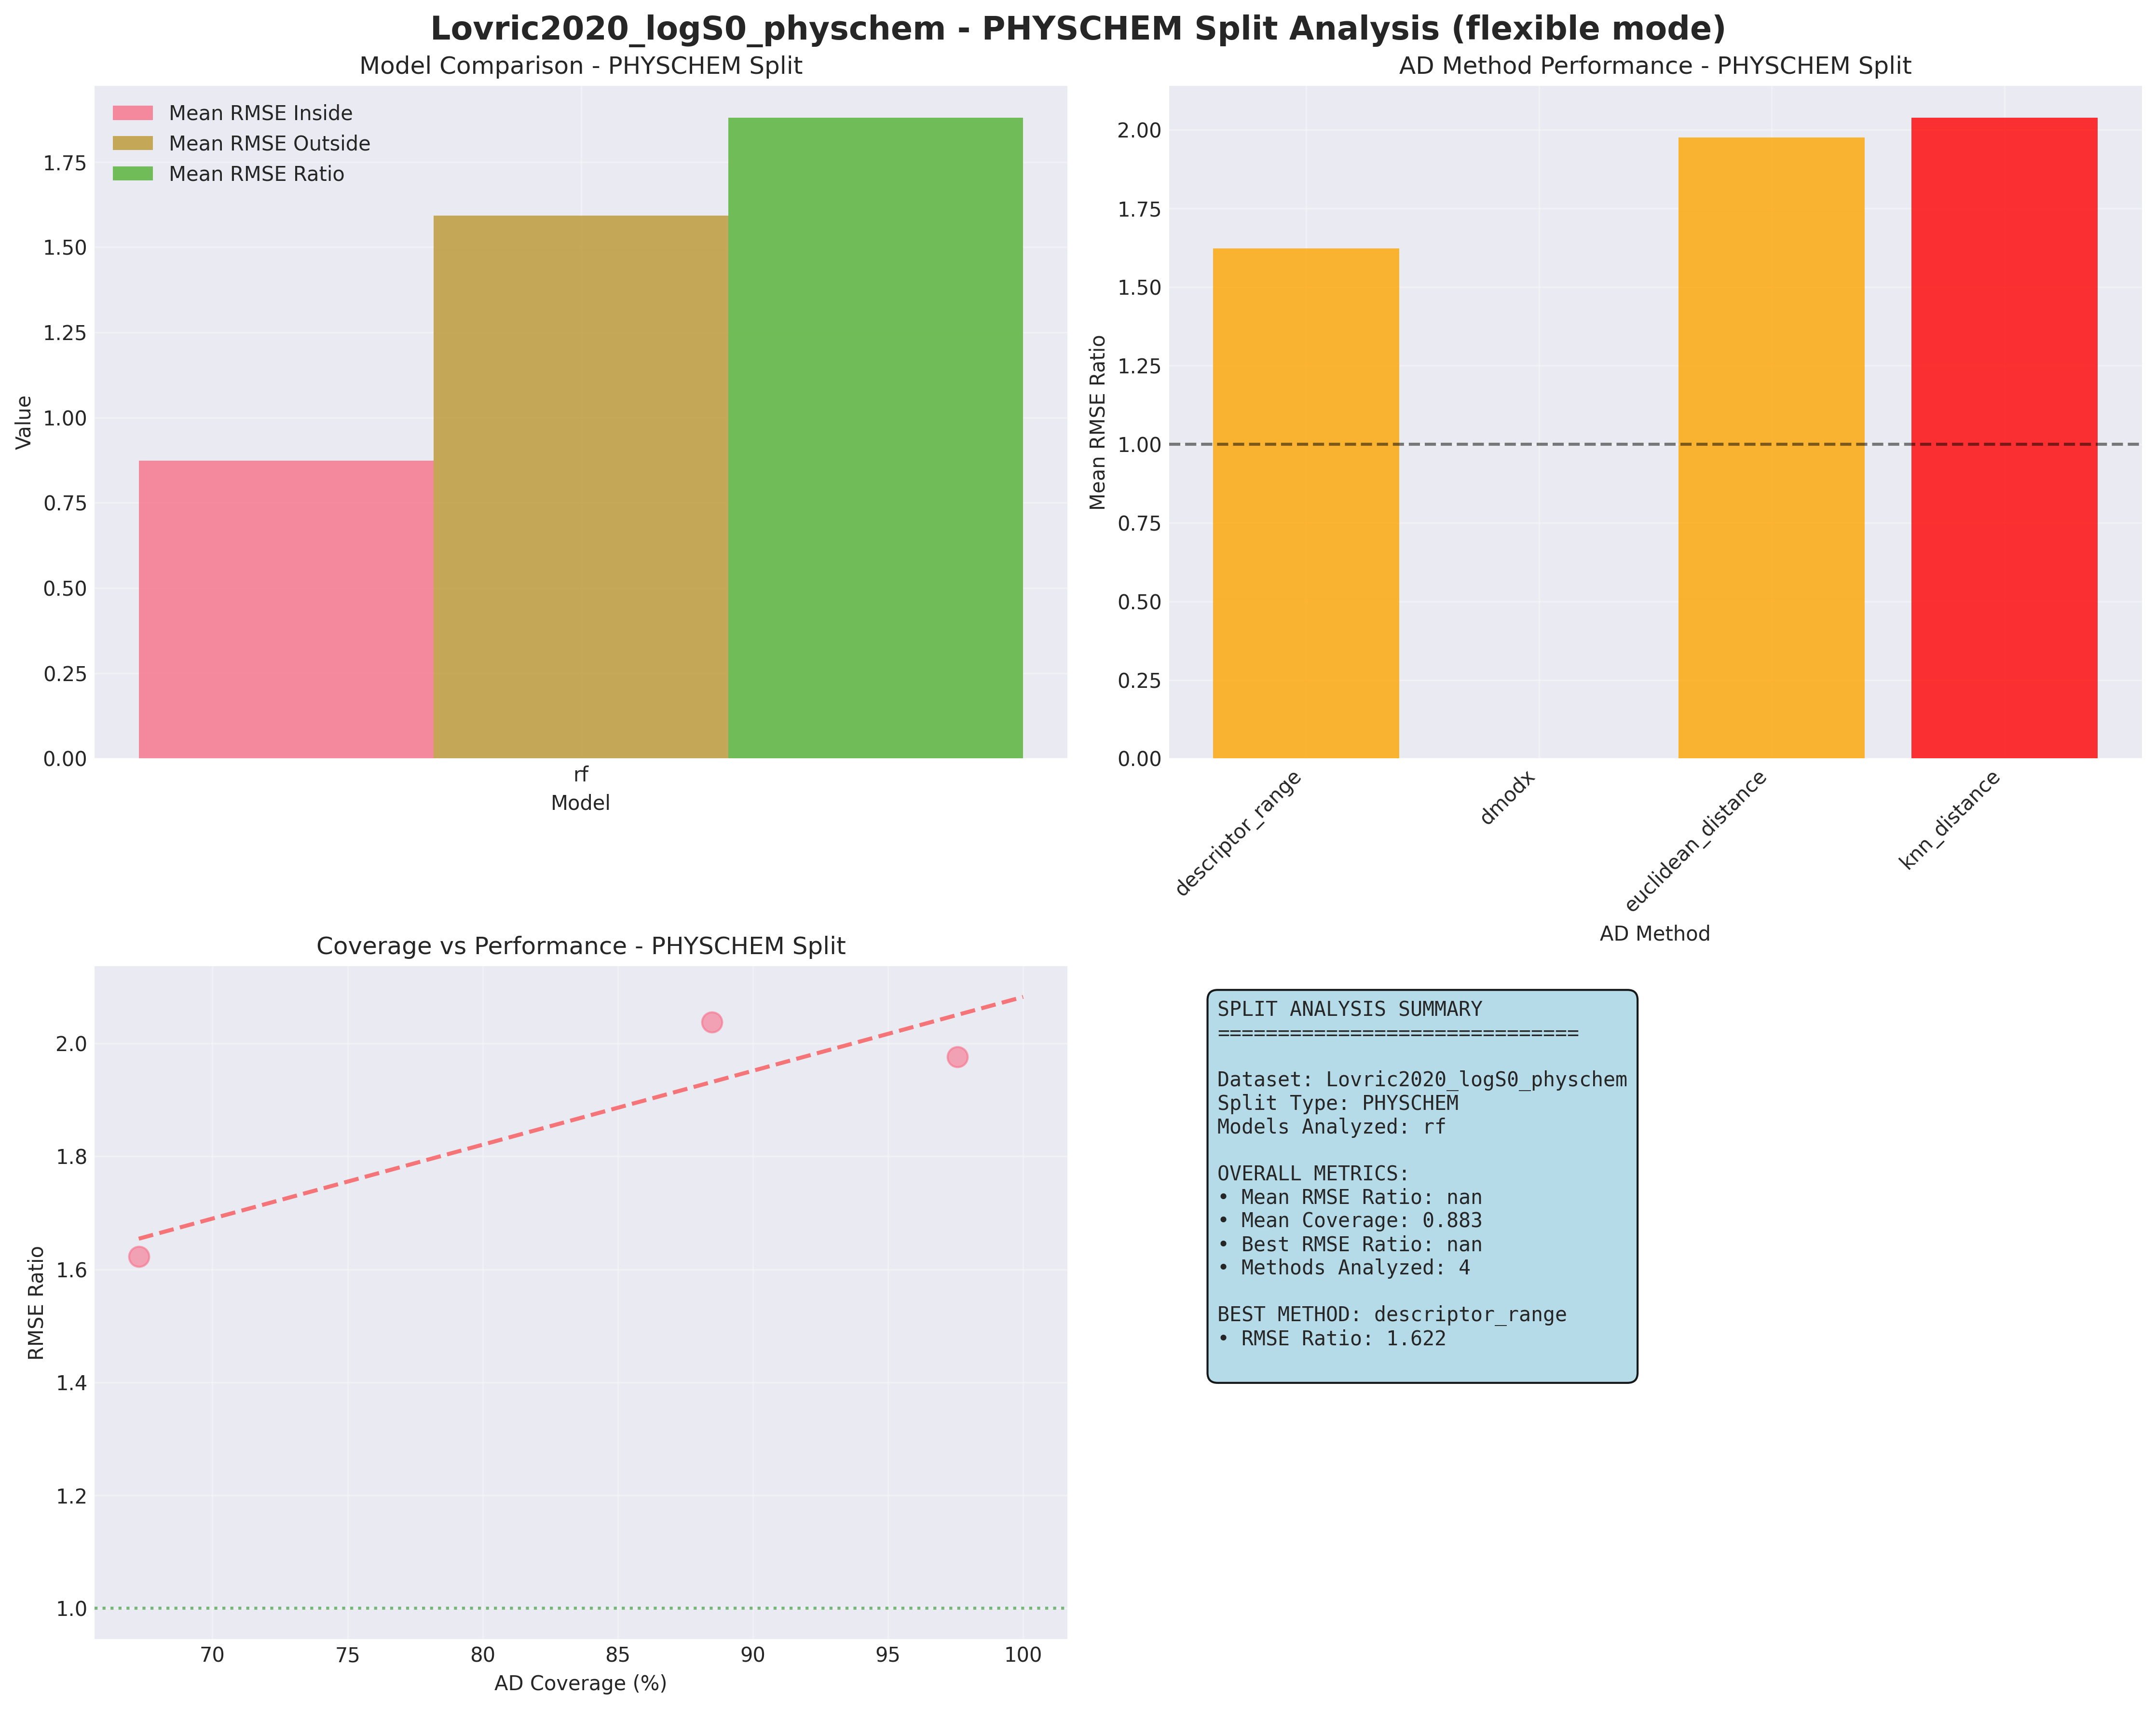 Lovric2020_logS0_physchem - PHYSCHEM Split Analysis (flexible mode)
Model Comparison - PHYSCHEM Split
Mean RMSE Inside
Mean RMSE Outside
Mean RMSE Ratio
Value
1.75
1.50
1.25
1.00
0.75
0.50
0.25
0.00
rf
Model
AD Method Performance - PHYSCHEM Split
Mean RMSE Ratio
2.00
1.75
1.50
1.25
1.00
0.75
0.50
0.25
0.00
descriptor_range
dmodx
euclidean_distance
knn_distance
AD Method
Coverage vs Performance - PHYSCHEM Split
RMSE Ratio
2.0
1.8
1.6
1.4
1.2
1.0
70 75 80 85 90 95 100
AD Coverage (%)
SPLIT ANALYSIS SUMMARY
==============================
Dataset: Lovric2020_logS0_physchem
Split Type: PHYSCHEM
Models Analyzed: rf
OVERALL METRICS:
• Mean RMSE Ratio: nan
• Mean Coverage: 0.883
• Best RMSE Ratio: nan
• Methods Analyzed: 4
BEST METHOD: descriptor_range
• RMSE Ratio: 1.622